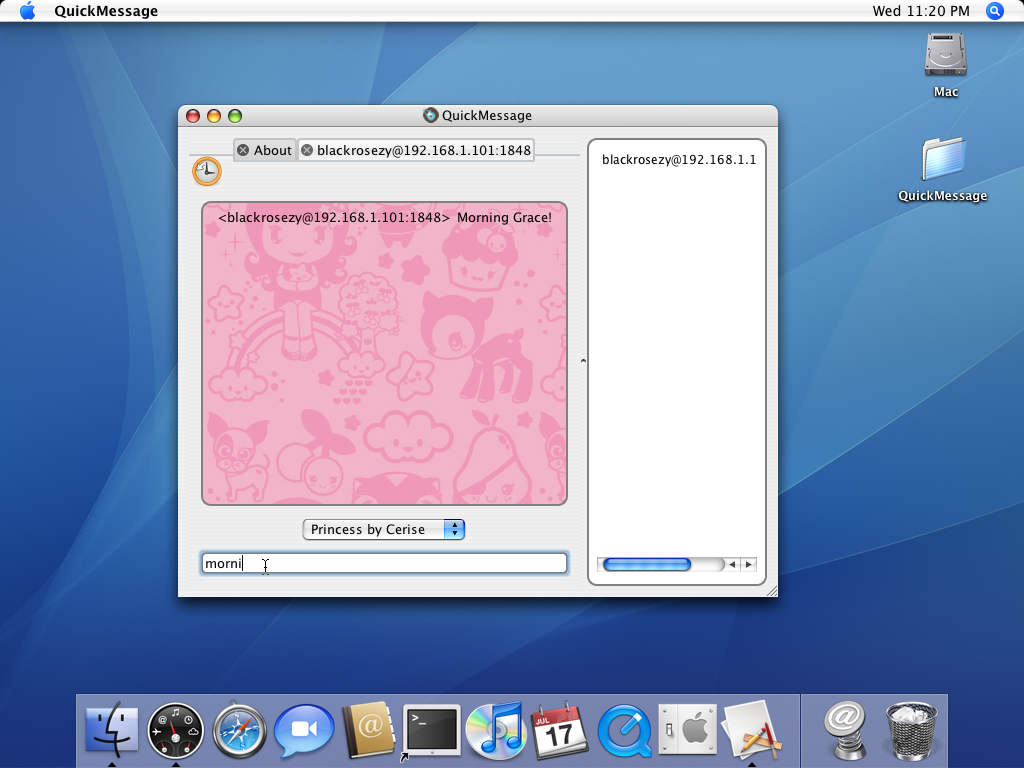 QuickMessage
Wed 11:20 PM
Mac
QuickMessage
QuickMessage
About
blackrosezy@192.168.1.101:1848
blackrosezy@192.168.1.1
<blackrosezy@192.168.1.101:1848> Morning Grace!
Princess by Cerise
morni
@
>_
JUL
17
@